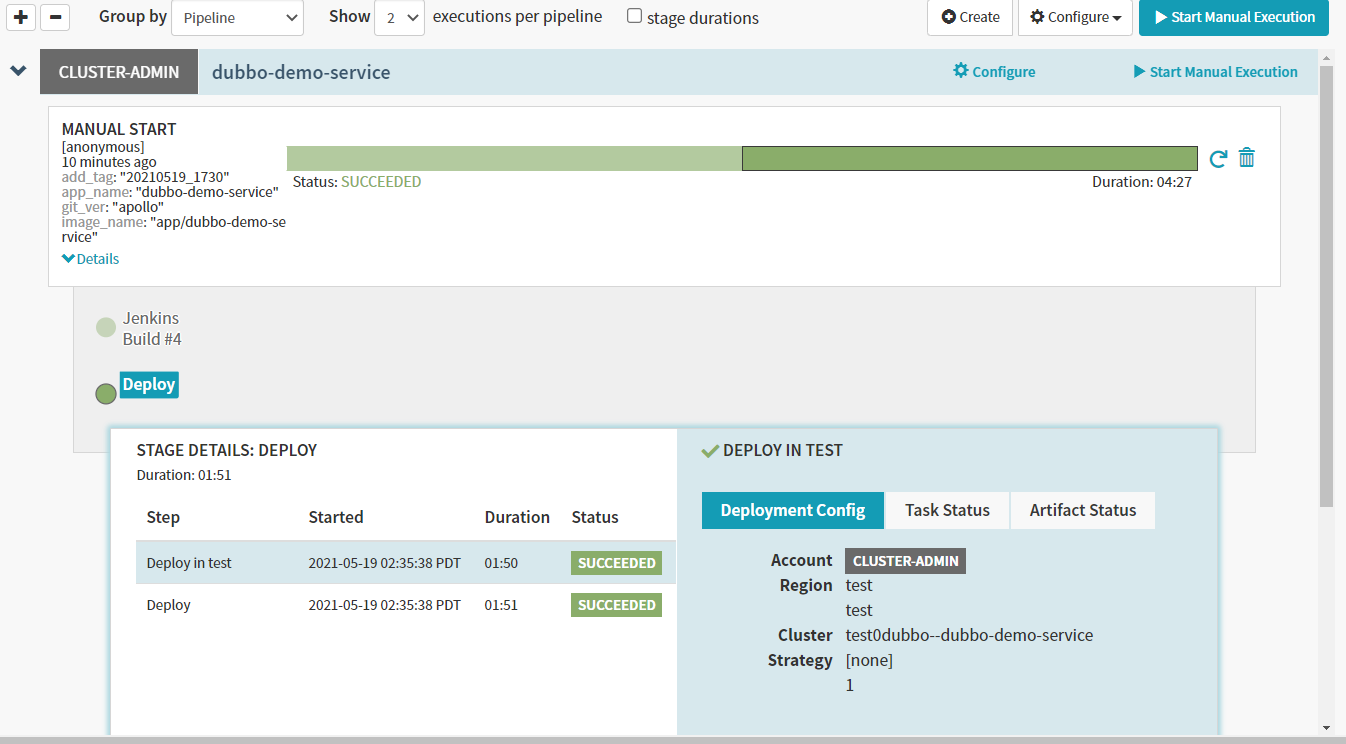 Group by Pipeline Show 2 executions per pipeline stage durations Create Configure Start Manual Execution
CLUSTER-ADMIN dubbo-demo-service Configure Start Manual Execution
MANUAL START
[anonymous]
10 minutes ago
add_tag: "20210519_1730"
app_name: "dubbo-demo-service"
git_ver: "apollo"
image_name: "app/dubbo-demo-se
rvice"
Details
Status: SUCCEEDED Duration: 04:27
Jenkins
Build #4
Deploy
STAGE DETAILS: DEPLOY
Duration: 01:51
Step Started Duration Status
Deploy in test 2021-05-19 02:35:38 PDT 01:50 SUCCEEDED
Deploy 2021-05-19 02:35:38 PDT 01:51 SUCCEEDED
DEPLOY IN TEST
Deployment Config Task Status Artifact Status
Account CLUSTER-ADMIN
Region test
test
Cluster test0dubbo--dubbo-demo-service
Strategy [none]
1